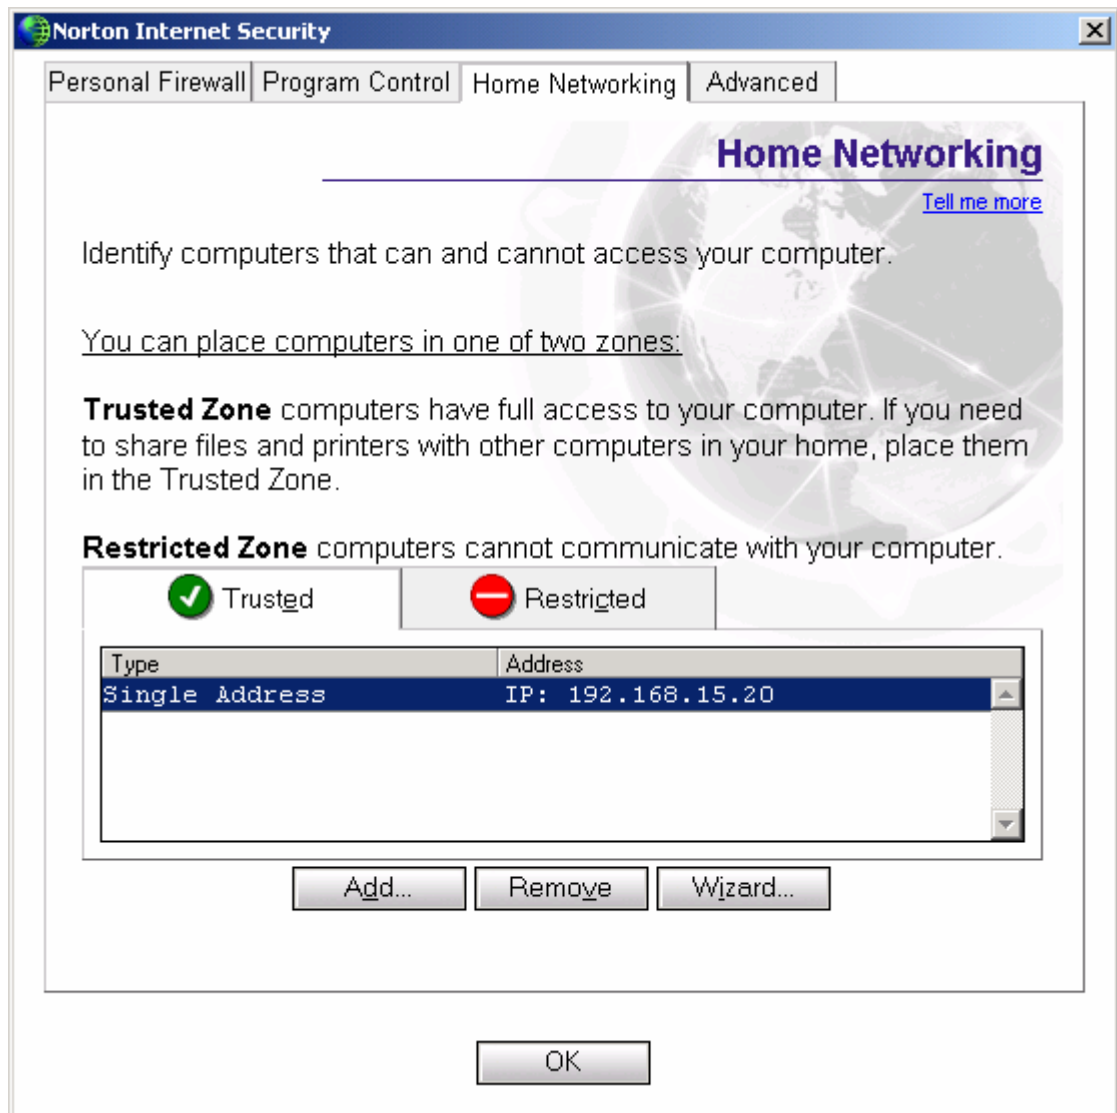 Norton Internet Security
Personal Firewall Program Control Home Networking Advanced
Home Networking
Tell me more
Identify computers that can and cannot access your computer.
You can place computers in one of two zones:
Trusted Zone computers have full access to your computer. If you need
to share files and printers with other computers in your home, place them
in the Trusted Zone.
Restricted Zone computers cannot communicate with your computer.
Trusted Restricted
Type Address
Single Address IP: 192.168.15.20
Add... Remove Wizard...
OK